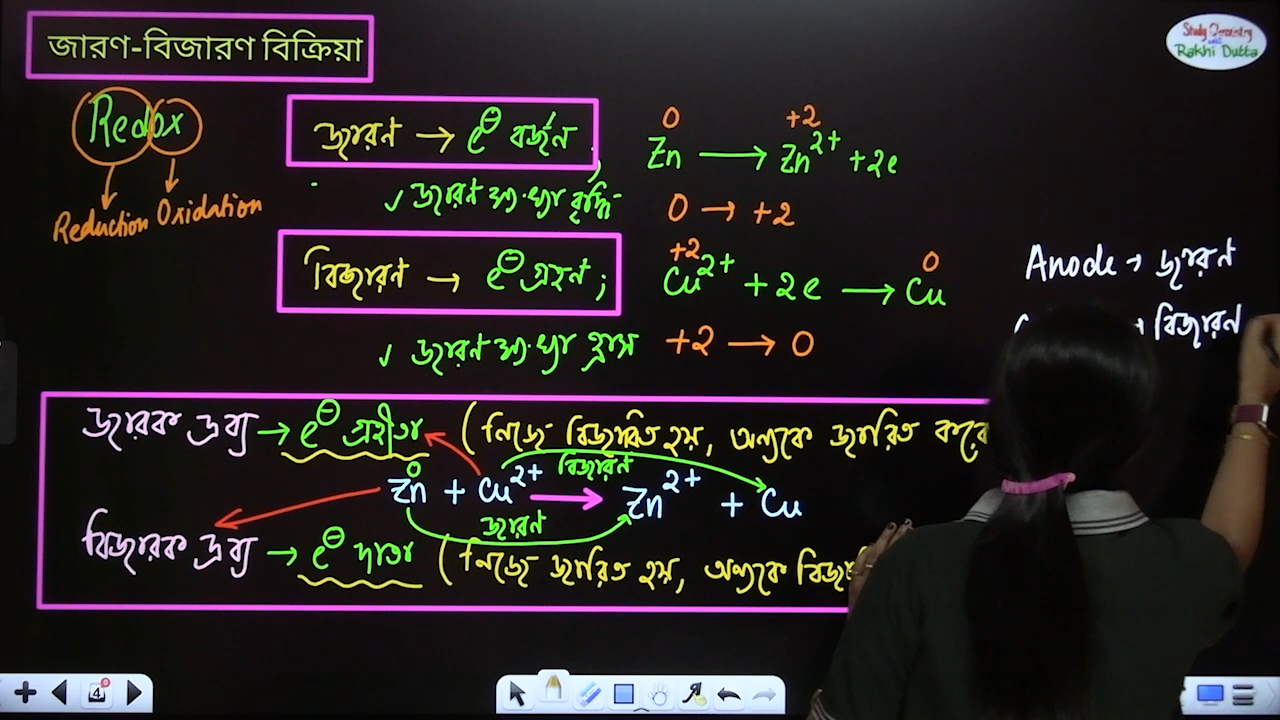 জারণ-বিজারণ বিক্রিয়া
Study Chemistry
with
Rakhi Dutta
Redox
Reduction Oxidation
জারণ → e⊖ বর্জন,
✓ জারণ সংখ্যা বৃদ্ধি
0 +2
Zn → Zn²⁺ + 2e
0 → +2
বিজারণ → e⊖ গ্রহণ;
✓ জারণ সংখ্যা হ্রাস
+2 0
Cu²⁺ + 2e → Cu
+2 → 0
Anode → জারণ
→ বিজারণ
জারক দ্রব্য → e⊖ গ্রহীতা (নিজে বিজারিত হয়, অন্যকে জারিত করে
বিজারণ
0
Zn + Cu²⁺ → Zn²⁺ + Cu
জারণ
বিজারক দ্রব্য → e⊖ দাতা (নিজে জারিত হয়, অন্যকে
4
0